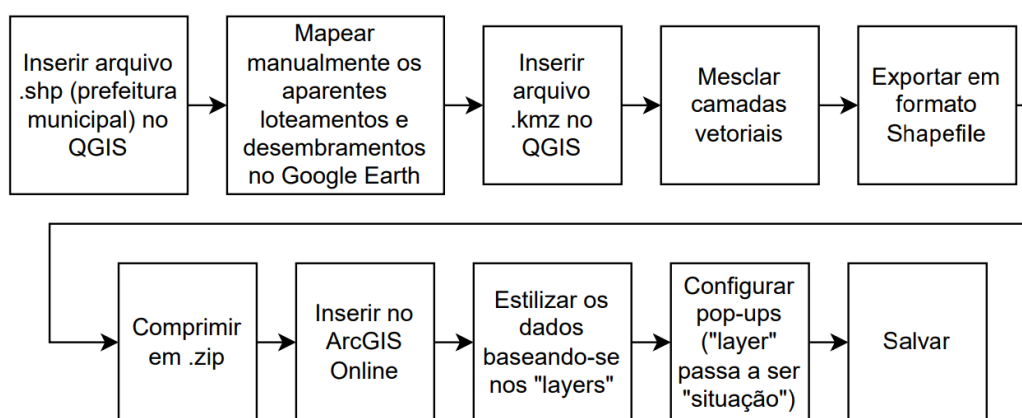 Inserir arquivo
.shp (prefeitura
municipal) no
QGIS
Mapear
manualmente os
aparentes
loteamentos e
desembramentos
no Google Earth
Inserir
arquivo
.kmz no
QGIS
Mesclar
camadas
vetoriais
Exportar em
formato
Shapefile
Comprimir
em .zip
Inserir no
ArcGIS
Online
Estilizar os
dados
baseando-se
nos "layers"
Configurar
pop-ups
("layer"
passa a ser
"situação")
Salvar